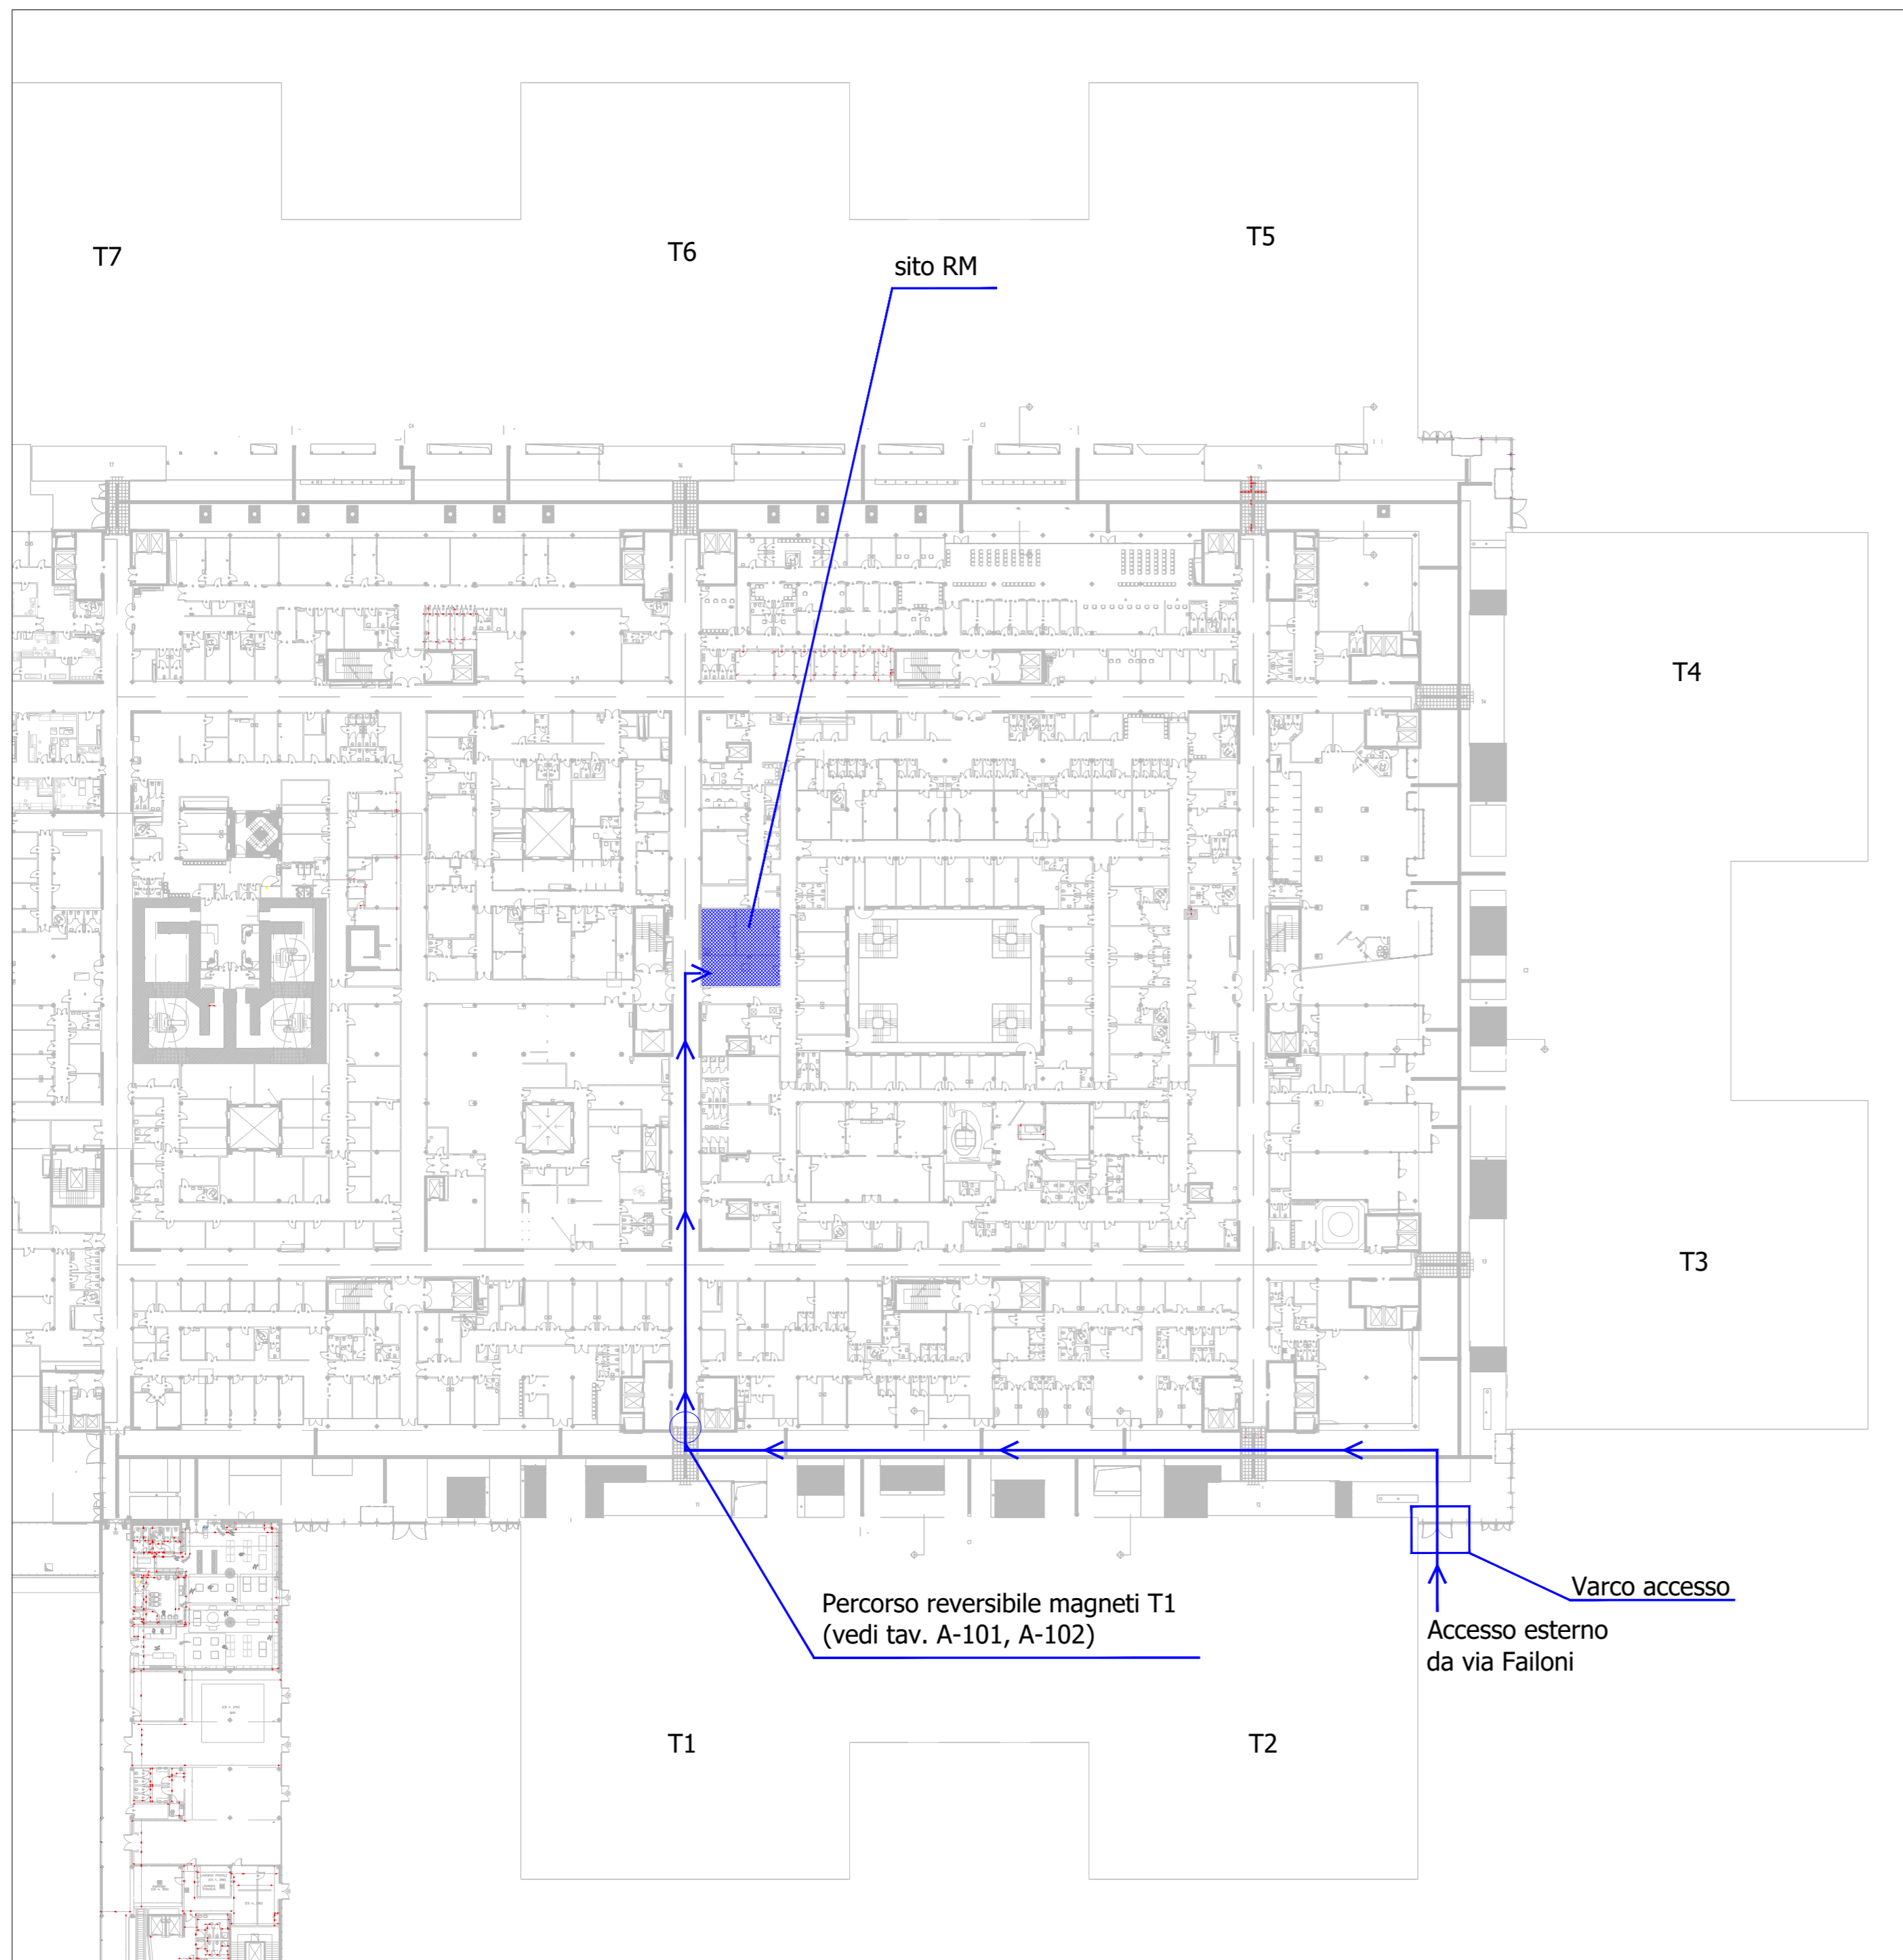 T5
T6
T7
sito RM
T4
T3
Varco accesso
Percorso reversibile magneti T1
(vedi tav. A-101, A-102)
Accesso esterno
da via Failoni
T1
T2